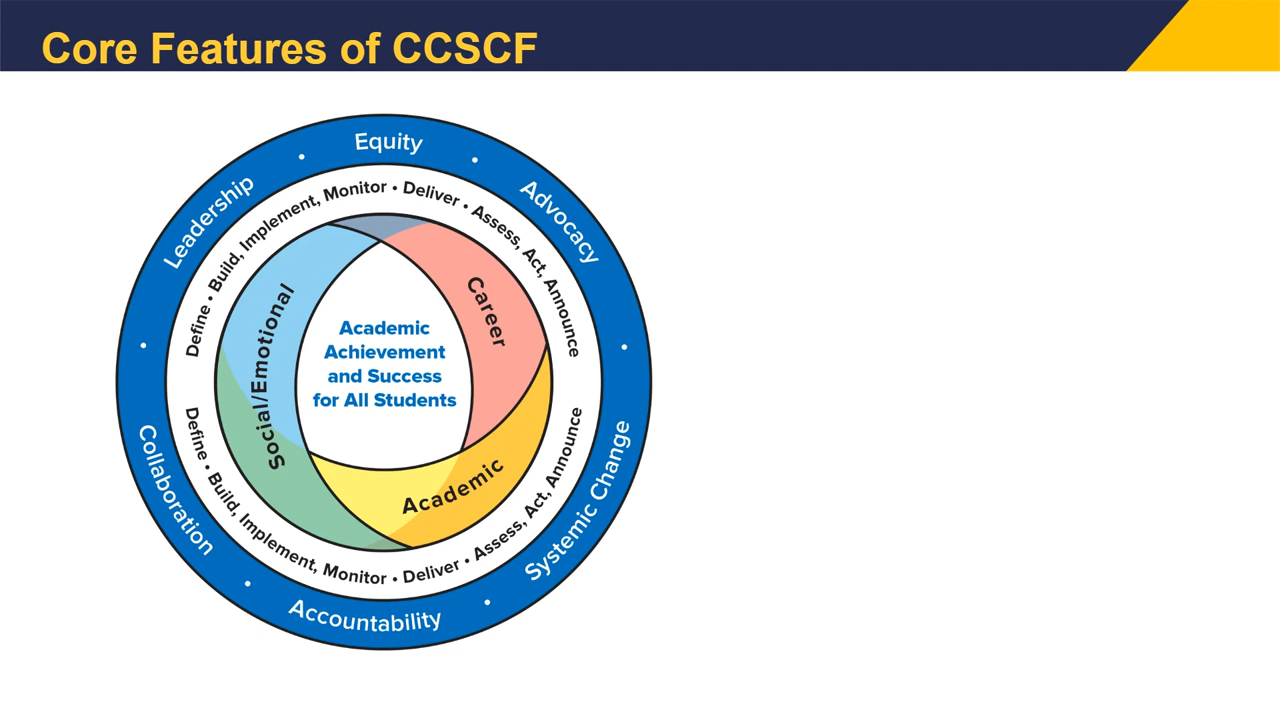 Core Features of CCSCF
Equity • Advocacy • Systemic Change • Accountability • Collaboration • Leadership •
Define • Build, Implement, Monitor • Deliver • Assess, Act, Announce
Define • Build, Implement, Monitor • Deliver • Assess, Act, Announce
Social/Emotional
Career
Academic
Academic
Achievement
and Success
for All Students